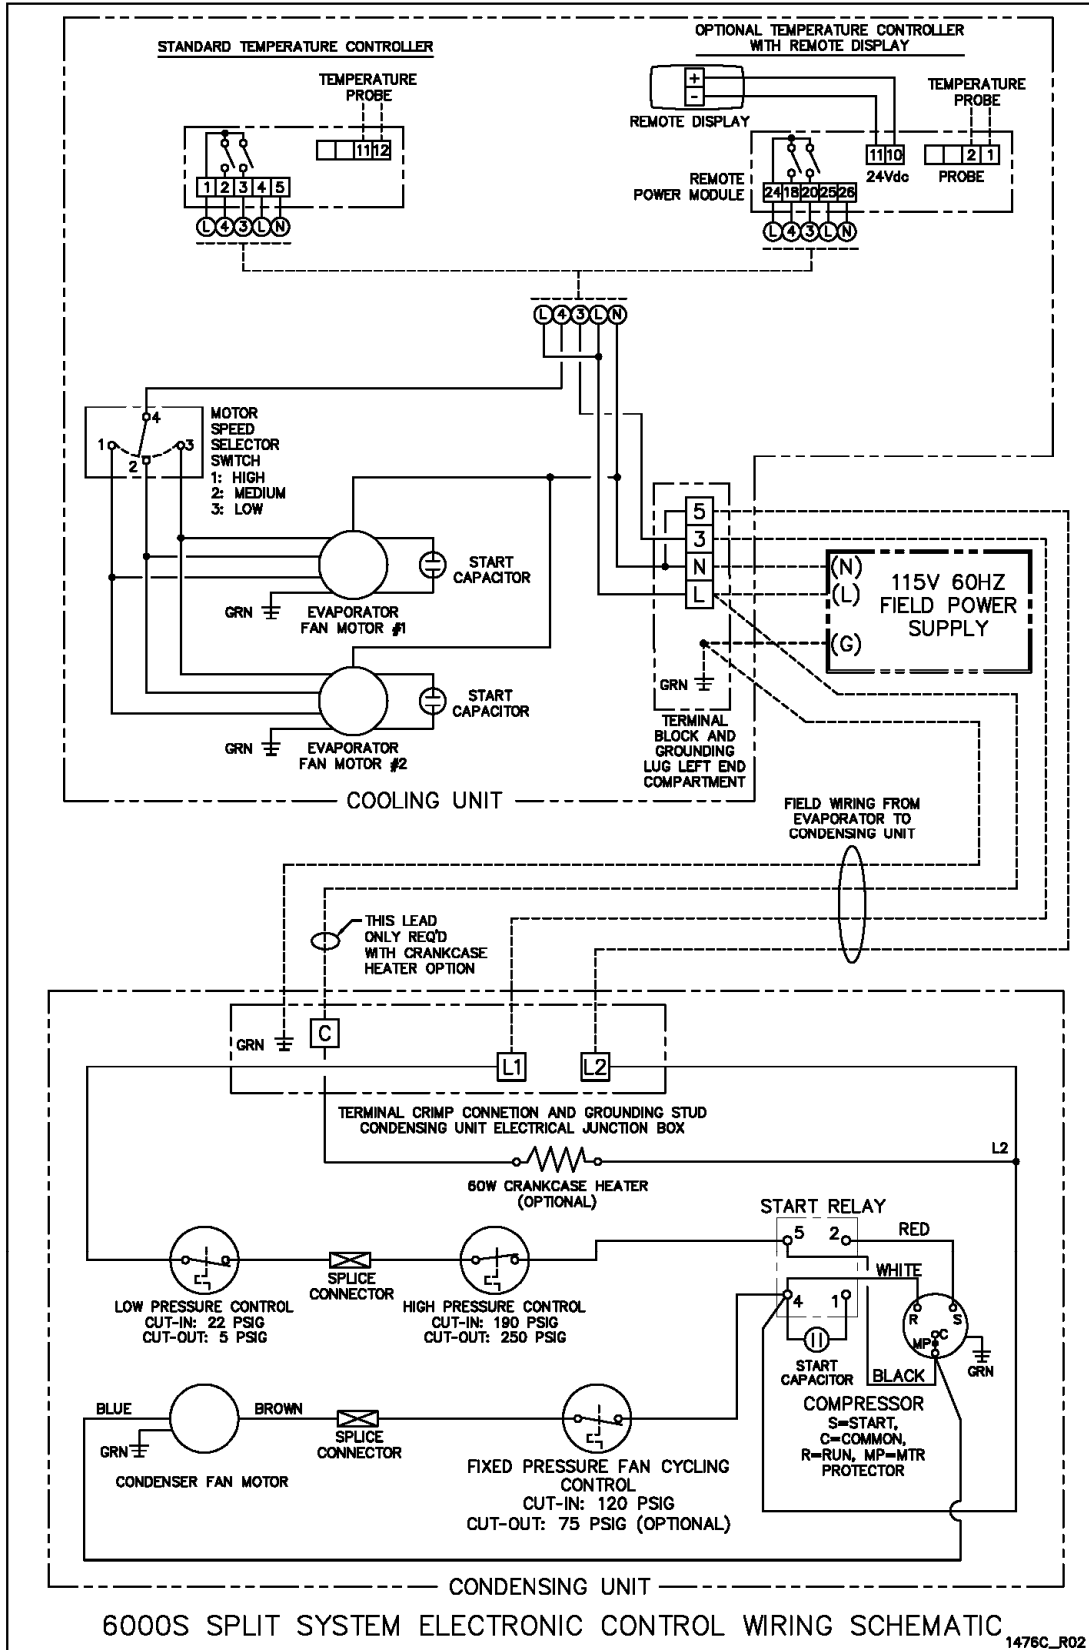 STANDARD TEMPERATURE CONTROLLER
TEMPERATURE
PROBE
11 12
1 2 3 4 5
L 4 3 L N
OPTIONAL TEMPERATURE CONTROLLER
WITH REMOTE DISPLAY
+
-
REMOTE DISPLAY
TEMPERATURE
PROBE
REMOTE
POWER MODULE
11 10
24Vdc
2 1
PROBE
24 18 20 25 26
L 4 3 L N
L 4 3 L N
4
1
2
3
MOTOR
SPEED
SELECTOR
SWITCH
1: HIGH
2: MEDIUM
3: LOW
START
CAPACITOR
GRN
EVAPORATOR
FAN MOTOR #1
START
CAPACITOR
GRN
EVAPORATOR
FAN MOTOR #2
5
3
N
L
GRN
TERMINAL
BLOCK AND
GROUNDING
LUG LEFT END
COMPARTMENT
(N)
(L)
(G)
115V 60HZ
FIELD POWER
SUPPLY
COOLING UNIT
FIELD WIRING FROM
EVAPORATOR TO
CONDENSING UNIT
THIS LEAD
ONLY REQ'D
WITH CRANKCASE
HEATER OPTION
GRN
C
L1
L2
TERMINAL CRIMP CONNETION AND GROUNDING STUD
CONDENSING UNIT ELECTRICAL JUNCTION BOX
L2
60W CRANKCASE HEATER
(OPTIONAL)
START RELAY
5 2
RED
WHITE
4 1
LOW PRESSURE CONTROL
CUT-IN: 22 PSIG
CUT-OUT: 5 PSIG
SPLICE
CONNECTOR
HIGH PRESSURE CONTROL
CUT-IN: 190 PSIG
CUT-OUT: 250 PSIG
START
CAPACITOR
BLACK
R S
C
MP
GRN
COMPRESSOR
S=START,
C=COMMON,
R=RUN, MP=MTR
PROTECTOR
BLUE
BROWN
GRN
CONDENSER FAN MOTOR
SPLICE
CONNECTOR
FIXED PRESSURE FAN CYCLING
CONTROL
CUT-IN: 120 PSIG
CUT-OUT: 75 PSIG (OPTIONAL)
CONDENSING UNIT
6000S SPLIT SYSTEM ELECTRONIC CONTROL WIRING SCHEMATIC
1476C_R02